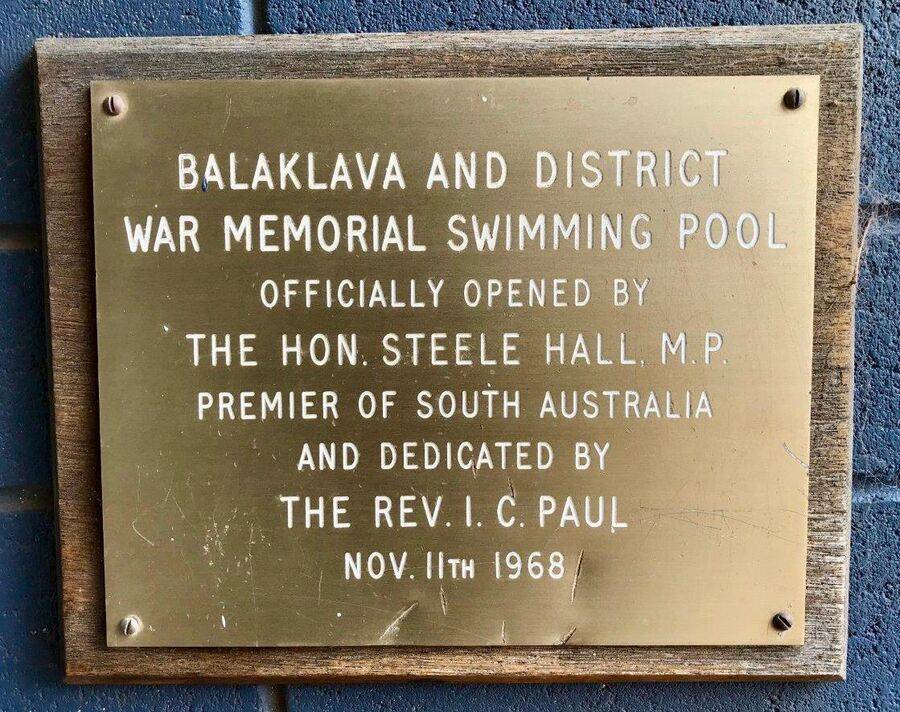 BALAKLAVA AND DISTRICT
WAR MEMORIAL SWIMMING POOL
OFFICIALLY OPENED BY
THE HON. STEELE HALL, M.P.
PREMIER OF SOUTH AUSTRALIA
AND DEDICATED BY
THE REV. I. C. PAUL
NOV. 11TH 1968